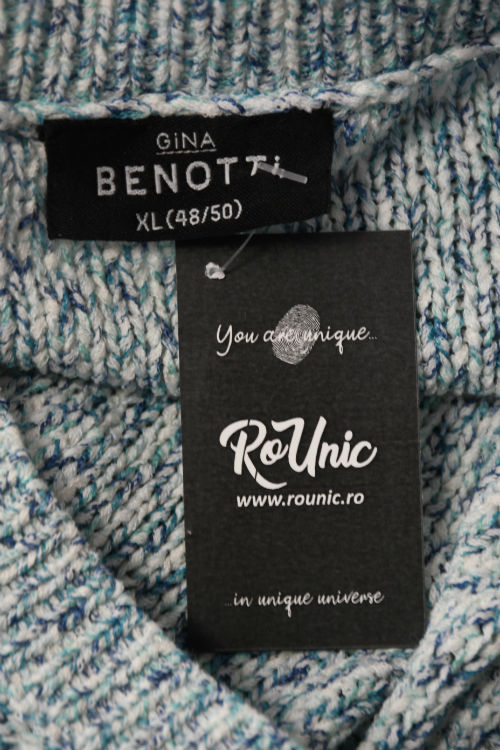 GiNA
BENOTTi
XL(48/50)
You are unique...
RoUnic
www.rounic.ro
...in unique universe